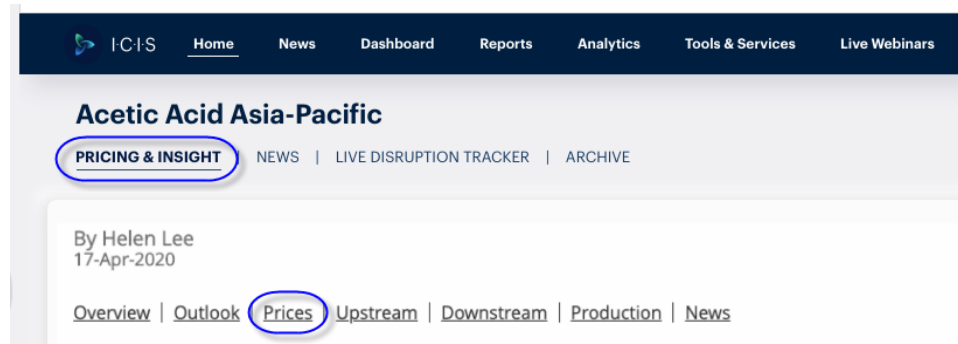 I·C·I·S Home News Dashboard Reports Analytics Tools & Services Live Webinars
Acetic Acid Asia-Pacific
PRICING & INSIGHT | NEWS | LIVE DISRUPTION TRACKER | ARCHIVE
By Helen Lee
17-Apr-2020
Overview | Outlook | Prices | Upstream | Downstream | Production | News